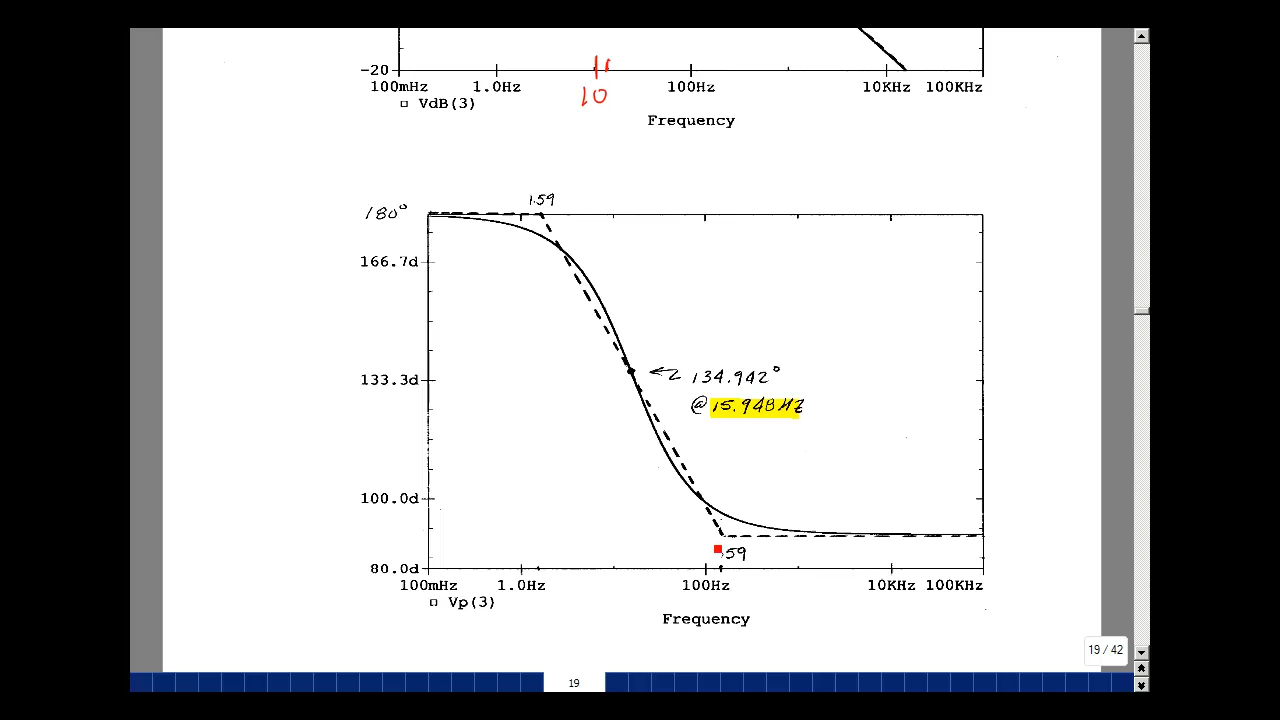 -20
100mHz 1.0Hz 100Hz 10KHz 100KHz
10
VdB(3)
Frequency
1.59
180°
166.7d
133.3d
134.942°
@ 15.948HZ
100.0d
159
80.0d
100mHz 1.0Hz 100Hz 10KHz 100KHz
Vp(3)
Frequency
19 / 42
19